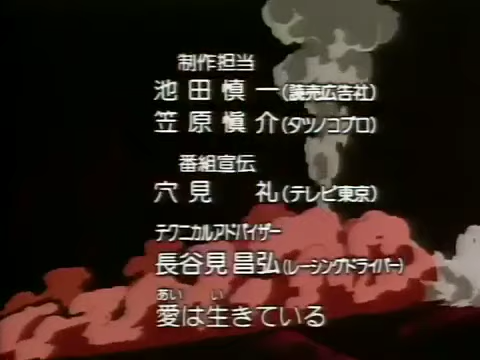 制作担当
池田慎一(読売広告社)
笠原愼介(タツノコプロ)
番組宣伝
穴見 礼(テレビ東京)
テクニカルアドバイザー
長谷見昌弘(レーシングドライバー)
あい い
愛は生きている